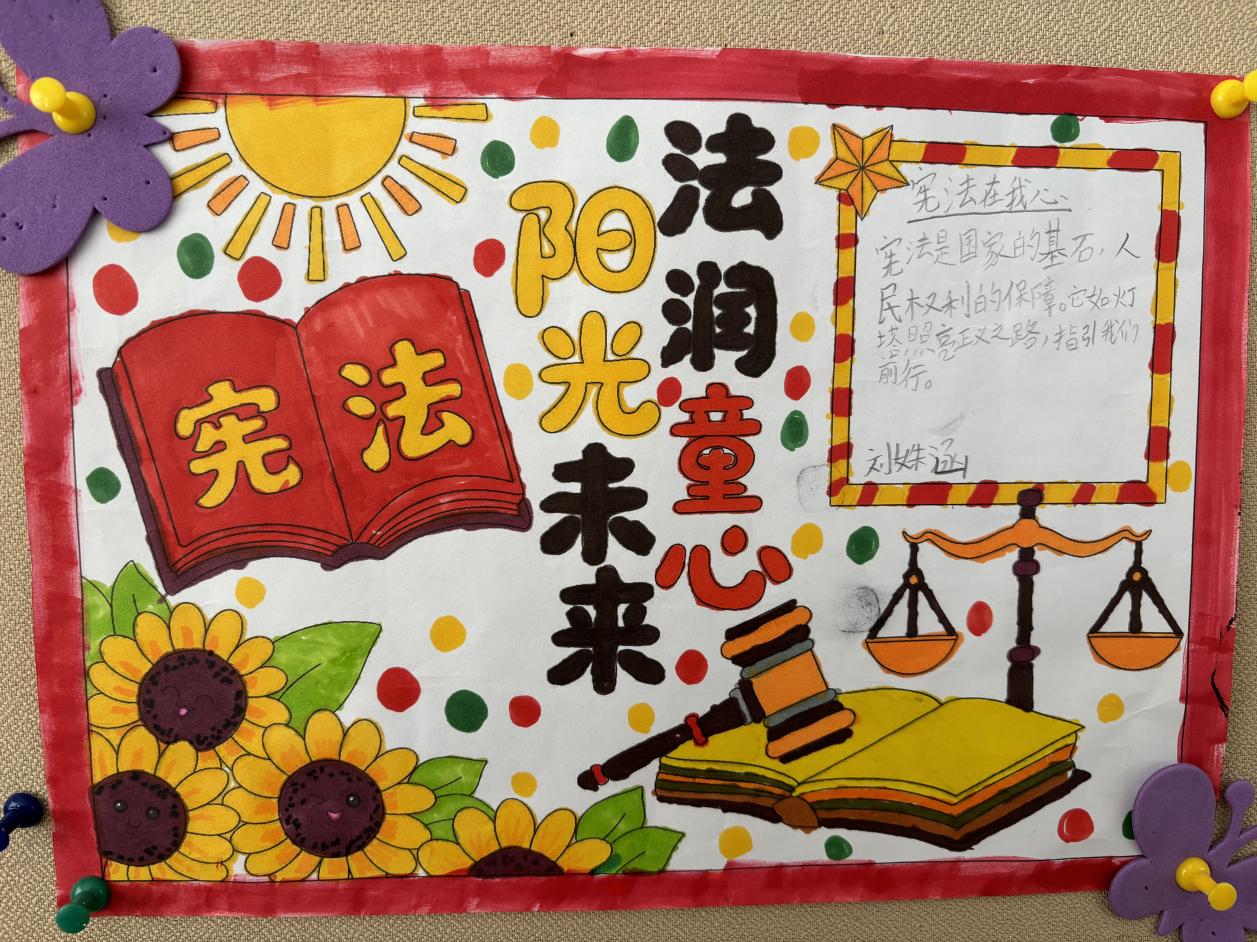 宪法
法润童心
阳光未来
宪法在我心
宪法是国家的基石，人
民权利的保障。它如灯
塔照亮正义之路，指引我们
前行。
刘姝涵